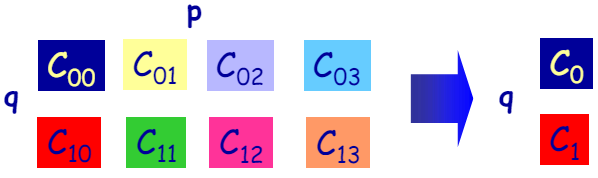 p
C₀₀ C₀₁ C₀₂ C₀₃ C₀
q q
C₁₀ C₁₁ C₁₂ C₁₃ C₁